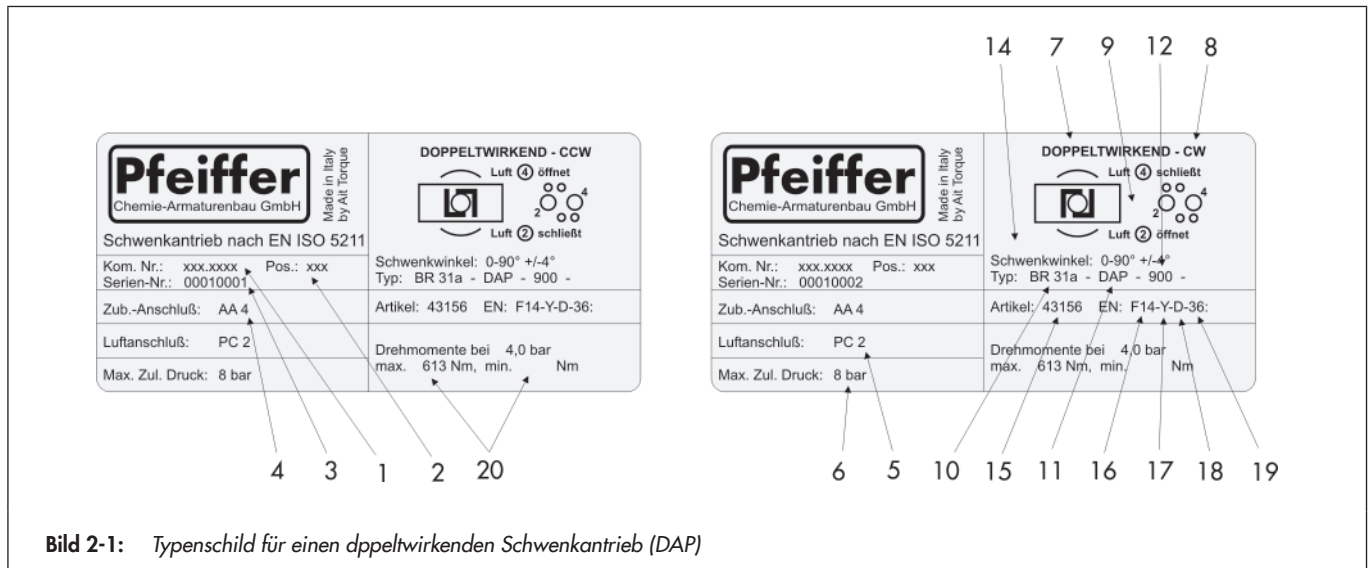 14 7 9 12 8
Pfeiffer
Chemie-Armaturenbau GmbH
Made in Italy
by Ait Torque
Schwenkantrieb nach EN ISO 5211
Kom. Nr.: xxx.xxxx Pos.: xxx
Serien-Nr.: 00010001
Zub.-Anschluß: AA 4
Luftanschluß: PC 2
Max. Zul. Druck: 8 bar
DOPPELTWIRKEND - CCW
Luft 4 öffnet
4
2
Luft 2 schließt
Schwenkwinkel: 0-90° +/-4°
Typ: BR 31a - DAP - 900 -
Artikel: 43156 EN: F14-Y-D-36:
Drehmomente bei 4,0 bar
max. 613 Nm, min. Nm
4 3 1 2 20
Pfeiffer
Chemie-Armaturenbau GmbH
Made in Italy
by Ait Torque
Schwenkantrieb nach EN ISO 5211
Kom. Nr.: xxx.xxxx Pos.: xxx
Serien-Nr.: 00010002
Zub.-Anschluß: AA 4
Luftanschluß: PC 2
Max. Zul. Druck: 8 bar
DOPPELTWIRKEND - CW
Luft 4 schließt
4
2
Luft 2 öffnet
Schwenkwinkel: 0-90° +/-4°
Typ: BR 31a - DAP - 900 -
Artikel: 43156 EN: F14-Y-D-36:
Drehmomente bei 4,0 bar
max. 613 Nm, min. Nm
6 5 10 15 11 16 17 18 19
Bild 2-1: Typenschild für einen dppeltwirkenden Schwenkantrieb (DAP)